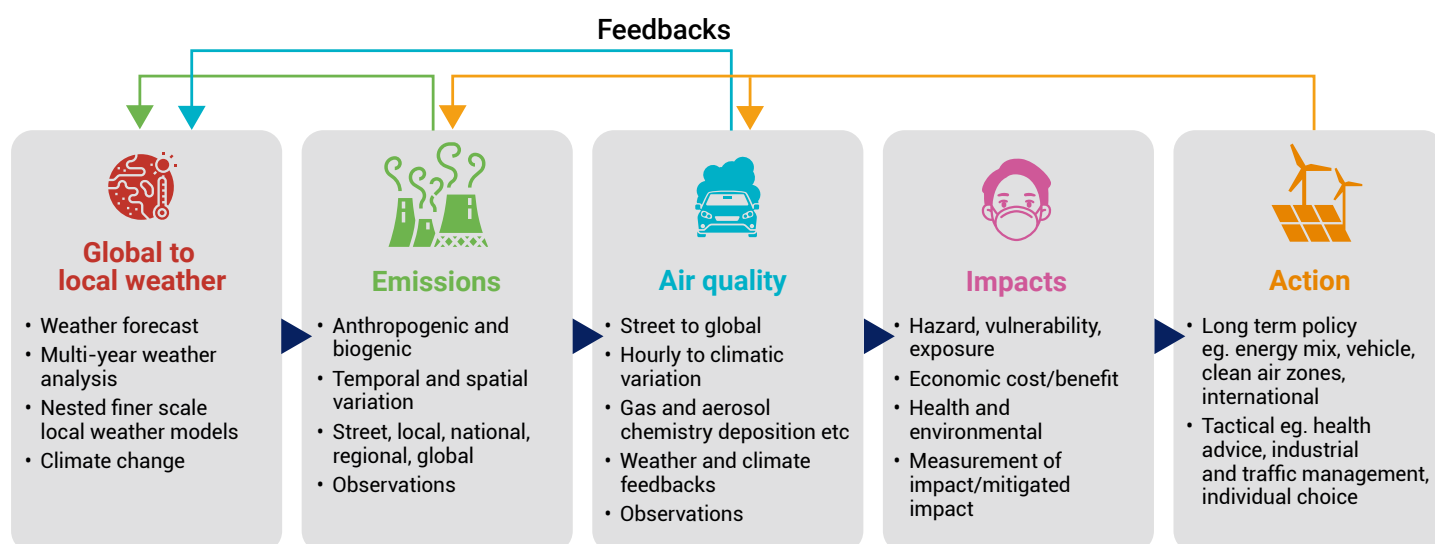 Feedbacks
Global to
local weather
• Weather forecast
• Multi-year weather
analysis
• Nested finer scale
local weather models
• Climate change
Emissions
• Anthropogenic and
biogenic
• Temporal and spatial
variation
• Street, local, national,
regional, global
• Observations
Air quality
• Street to global
• Hourly to climatic
variation
• Gas and aerosol
chemistry deposition etc
• Weather and climate
feedbacks
• Observations
Impacts
• Hazard, vulnerability,
exposure
• Economic cost/benefit
• Health and
environmental
• Measurement of
impact/mitigated
impact
Action
• Long term policy
eg. energy mix, vehicle,
clean air zones,
international
• Tactical eg. health
advice, industrial
and traffic management,
individual choice